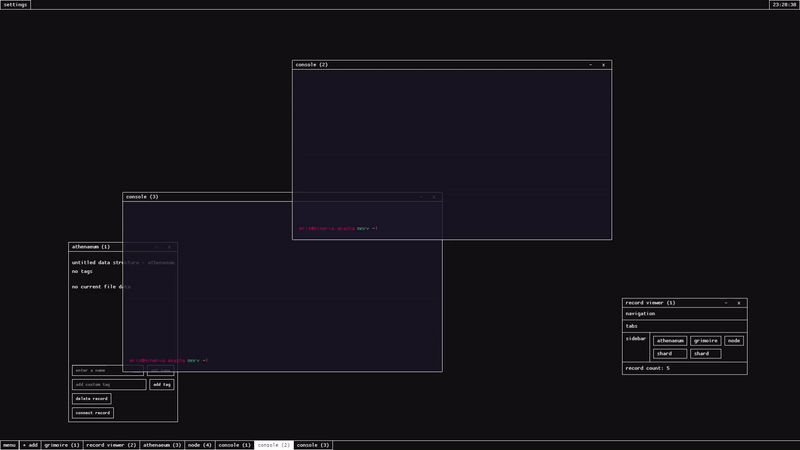 settings
23:28:38
console (2)
- x
console (3)
- x
athenaeum (1)
- x
untitled data structure - athenaeum
no tags
no current file data
enter a name
add custom tag
add tag
delete record
connect record
record viewer (1)
- x
navigation
tabs
sidebar
athenaeum
grimoire
node
shard
shard
record count: 5
menu
+ add
grimoire (1)
record viewer (2)
athenaeum (3)
node (4)
console (1)
console (2)
console (3)